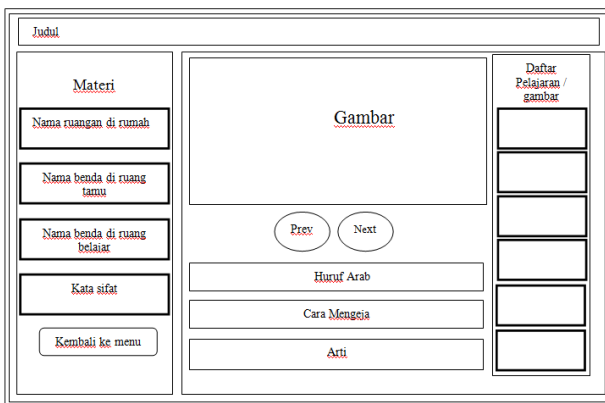 Judul
Materi
Nama ruangan di rumah
Nama benda di ruang
tamu
Nama benda di ruang
belajar
Kata sifat
Kembali ke menu
Gambar
Prev
Next
Huruf Arab
Cara Mengeja
Arti
Daftar
Pelajaran /
gambar